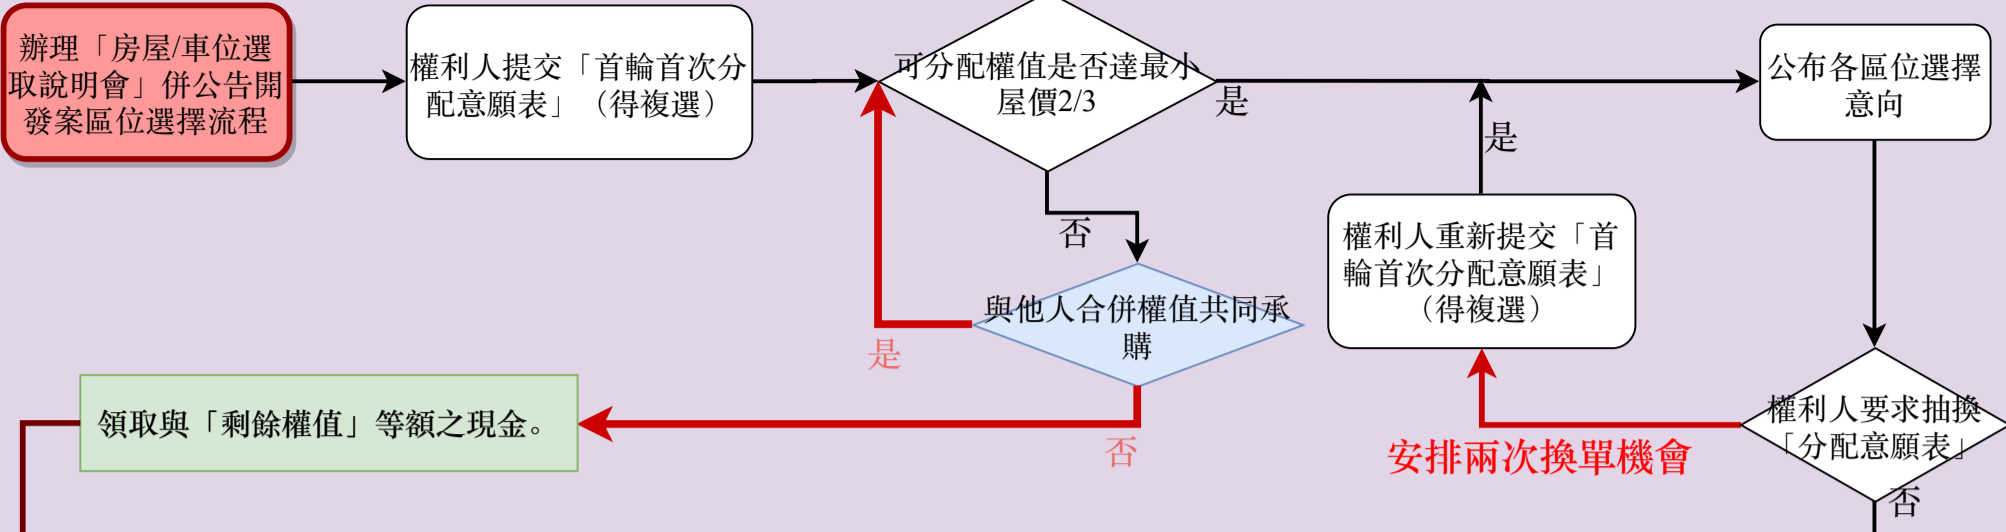 辦理「房屋/車位選
取說明會」併公告開
發案區位選擇流程
權利人提交「首輪首次分
配意願表」（得複選）
可分配權值是否達最小
屋價2/3
是
公布各區位選擇
意向
是
否
權利人重新提交「首
輪首次分配意願表」
（得複選）
與他人合併權值共同承
購
是
領取與「剩餘權值」等額之現金。
否
安排兩次換單機會
權利人要求抽換
「分配意願表」
否